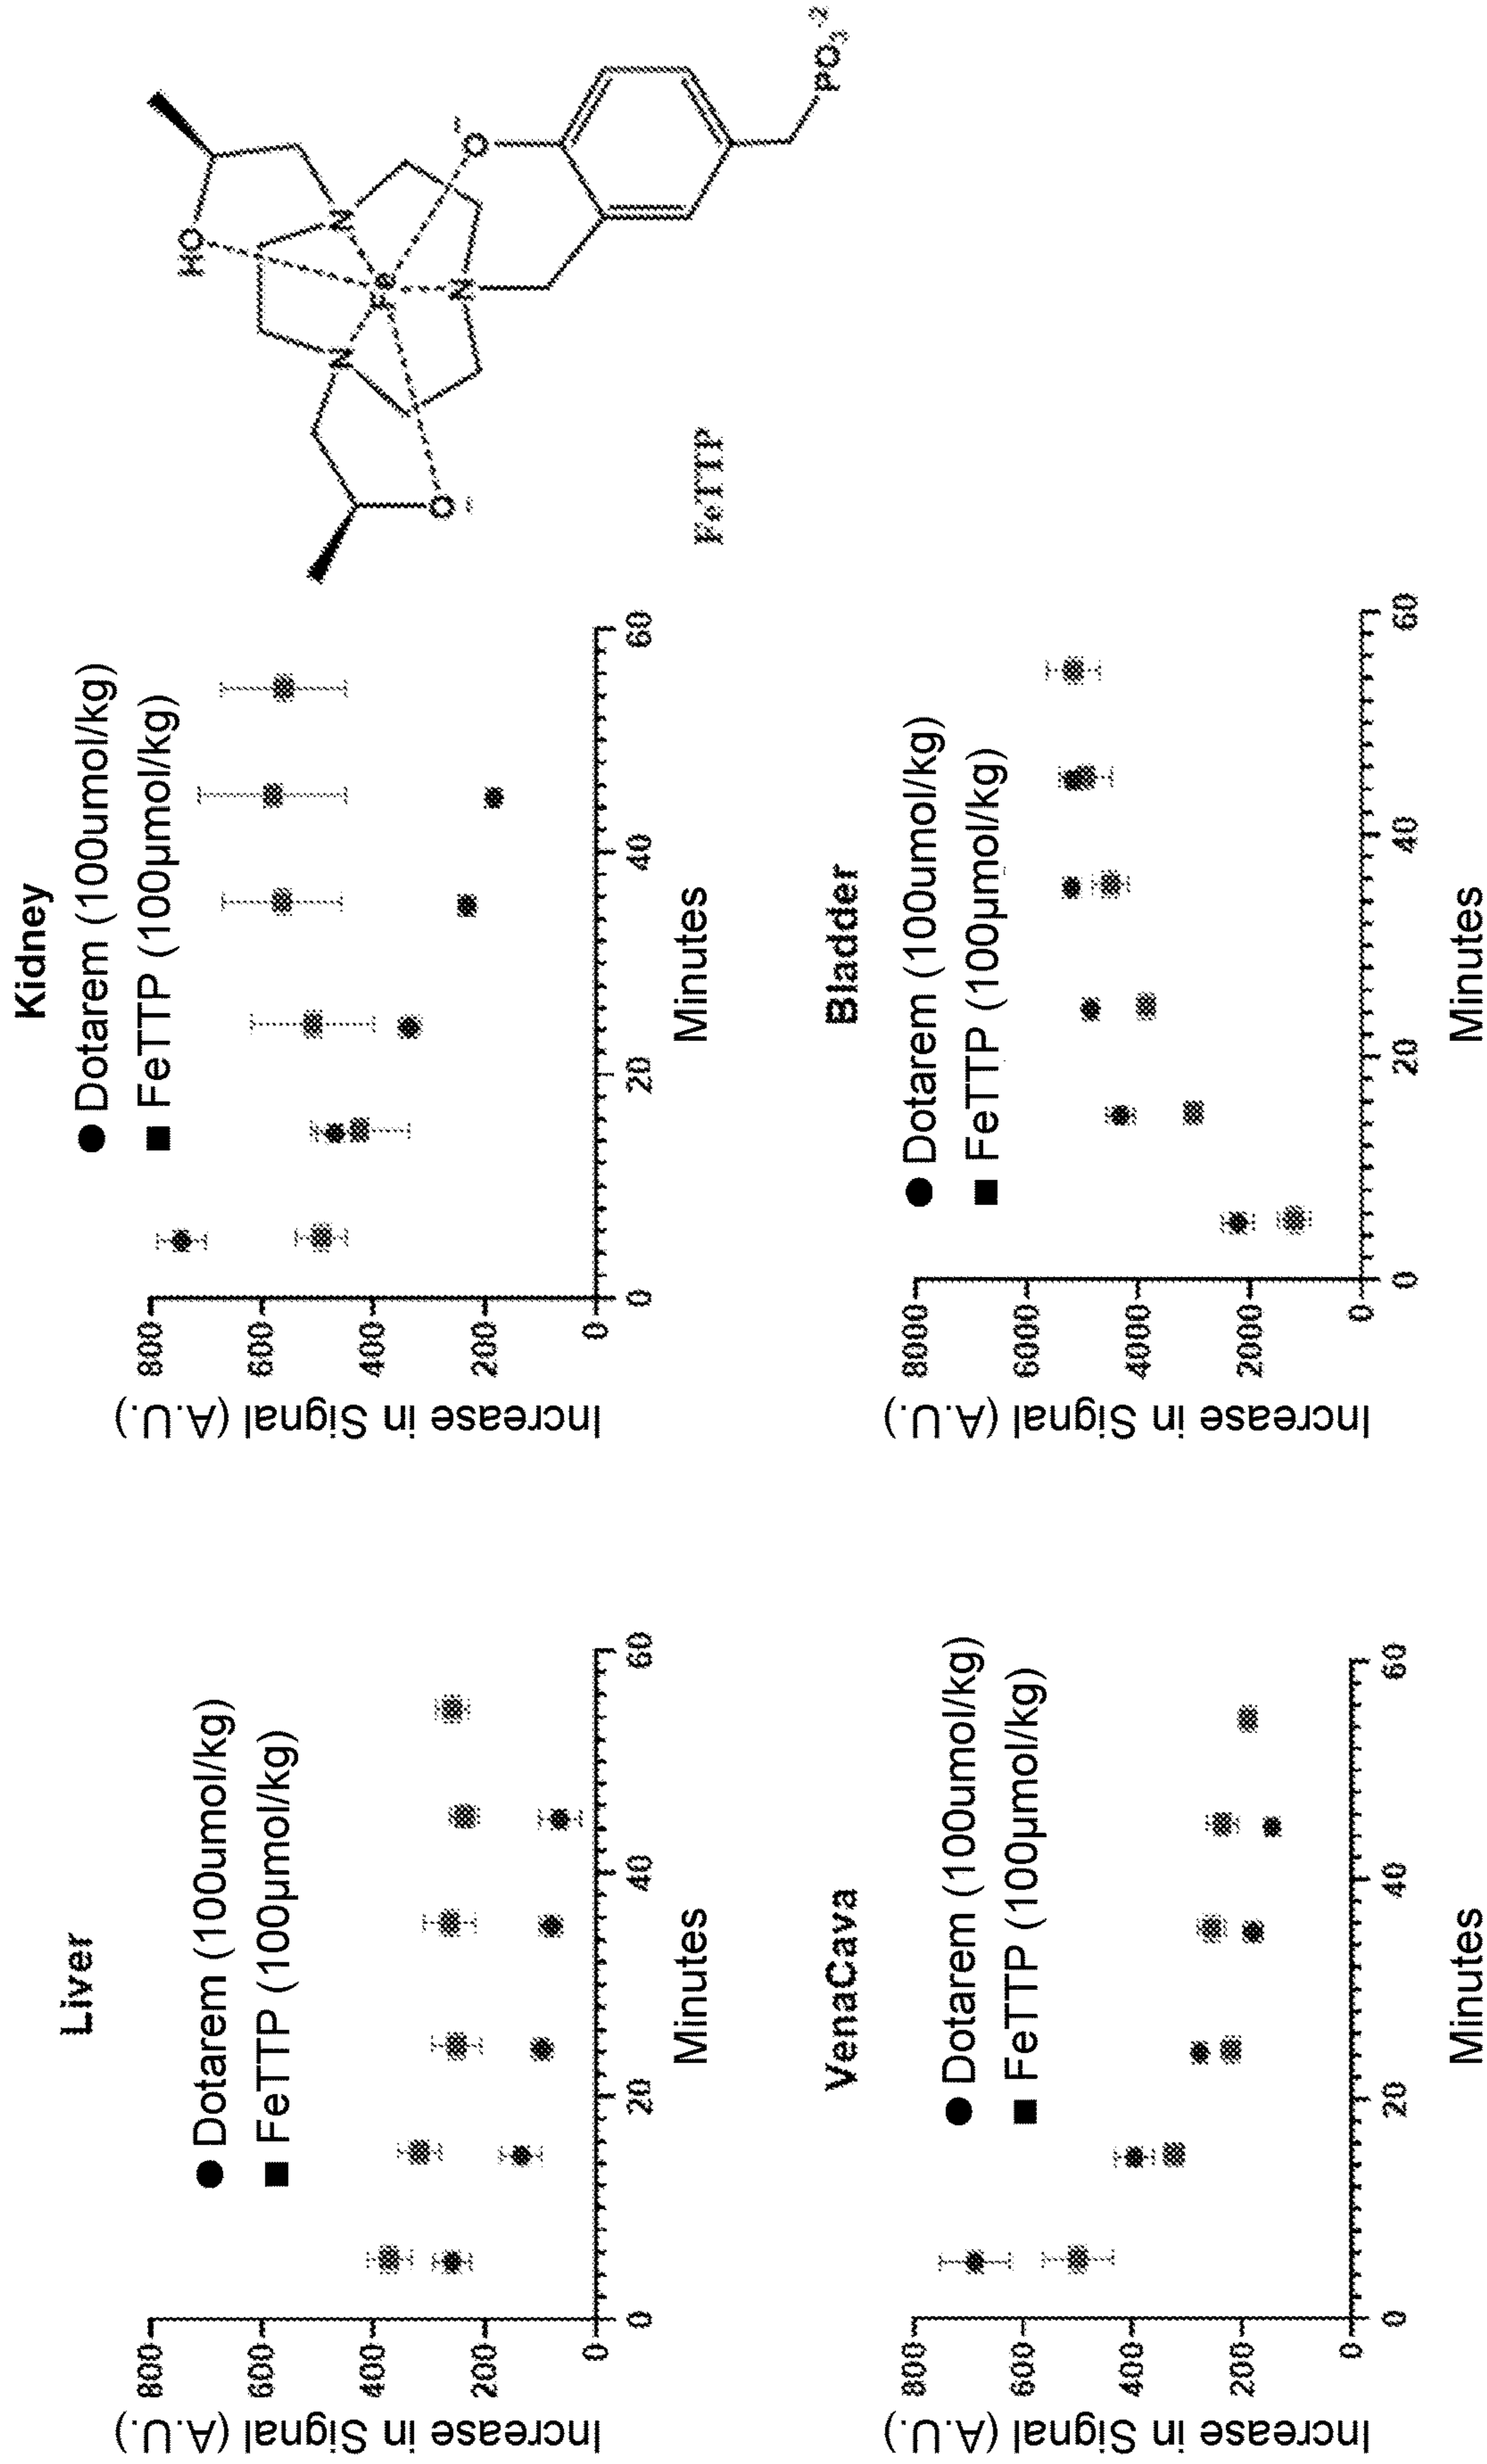 Liver
● Dotarem (100umol/kg)
■ FeTTP (100µmol/kg)
Increase in Signal (A.U.)
800
600
400
200
0
0 20 40 60
Minutes
Kidney
● Dotarem (100umol/kg)
■ FeTTP (100µmol/kg)
Increase in Signal (A.U.)
800
600
400
200
0
0 20 40 60
Minutes
HO
N
N
Fe
N
O⁻
O⁻
PO₃⁻²
FeTTP
VenaCava
● Dotarem (100umol/kg)
■ FeTTP (100µmol/kg)
Increase in Signal (A.U.)
800
600
400
200
0
0 20 40 60
Minutes
Bladder
● Dotarem (100umol/kg)
■ FeTTP (100µmol/kg)
Increase in Signal (A.U.)
8000
6000
4000
2000
0
0 20 40 60
Minutes